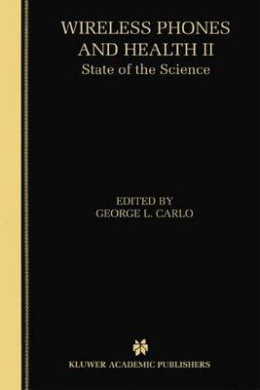 WIRELESS PHONES
AND HEALTH II
State of the Science
EDITED BY
GEORGE L. CARLO
KLUWER ACADEMIC PUBLISHERS